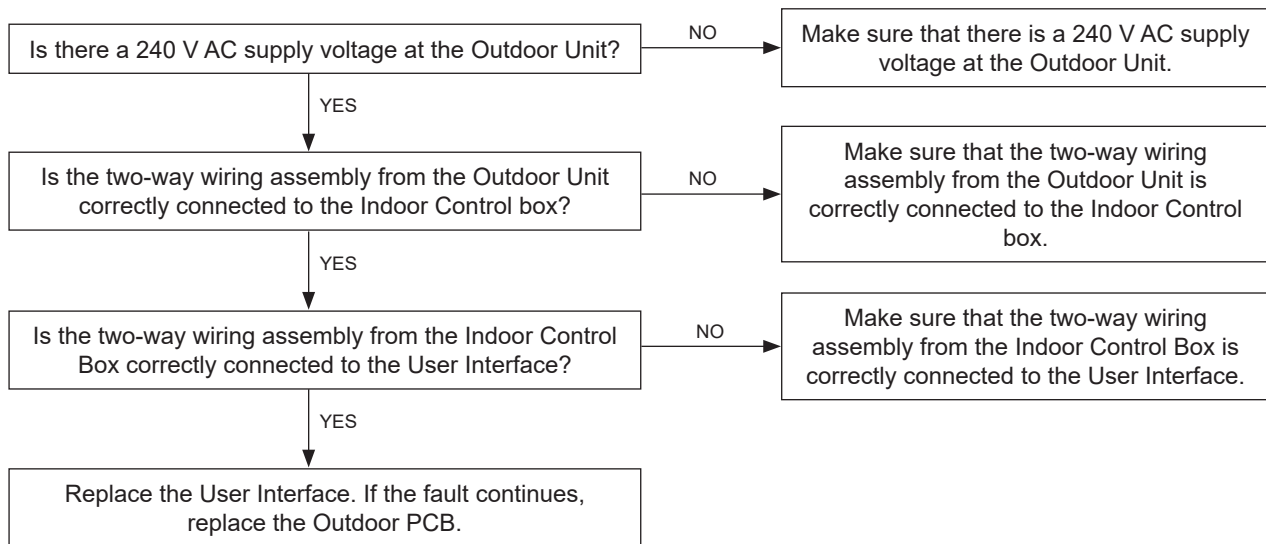 Is there a 240 V AC supply voltage at the Outdoor Unit?
NO
Make sure that there is a 240 V AC supply
voltage at the Outdoor Unit.
YES
Is the two-way wiring assembly from the Outdoor Unit
correctly connected to the Indoor Control box?
NO
Make sure that the two-way wiring
assembly from the Outdoor Unit is
correctly connected to the Indoor Control
box.
YES
Is the two-way wiring assembly from the Indoor Control
Box correctly connected to the User Interface?
NO
Make sure that the two-way wiring
assembly from the Indoor Control Box is
correctly connected to the User Interface.
YES
Replace the User Interface. If the fault continues,
replace the Outdoor PCB.